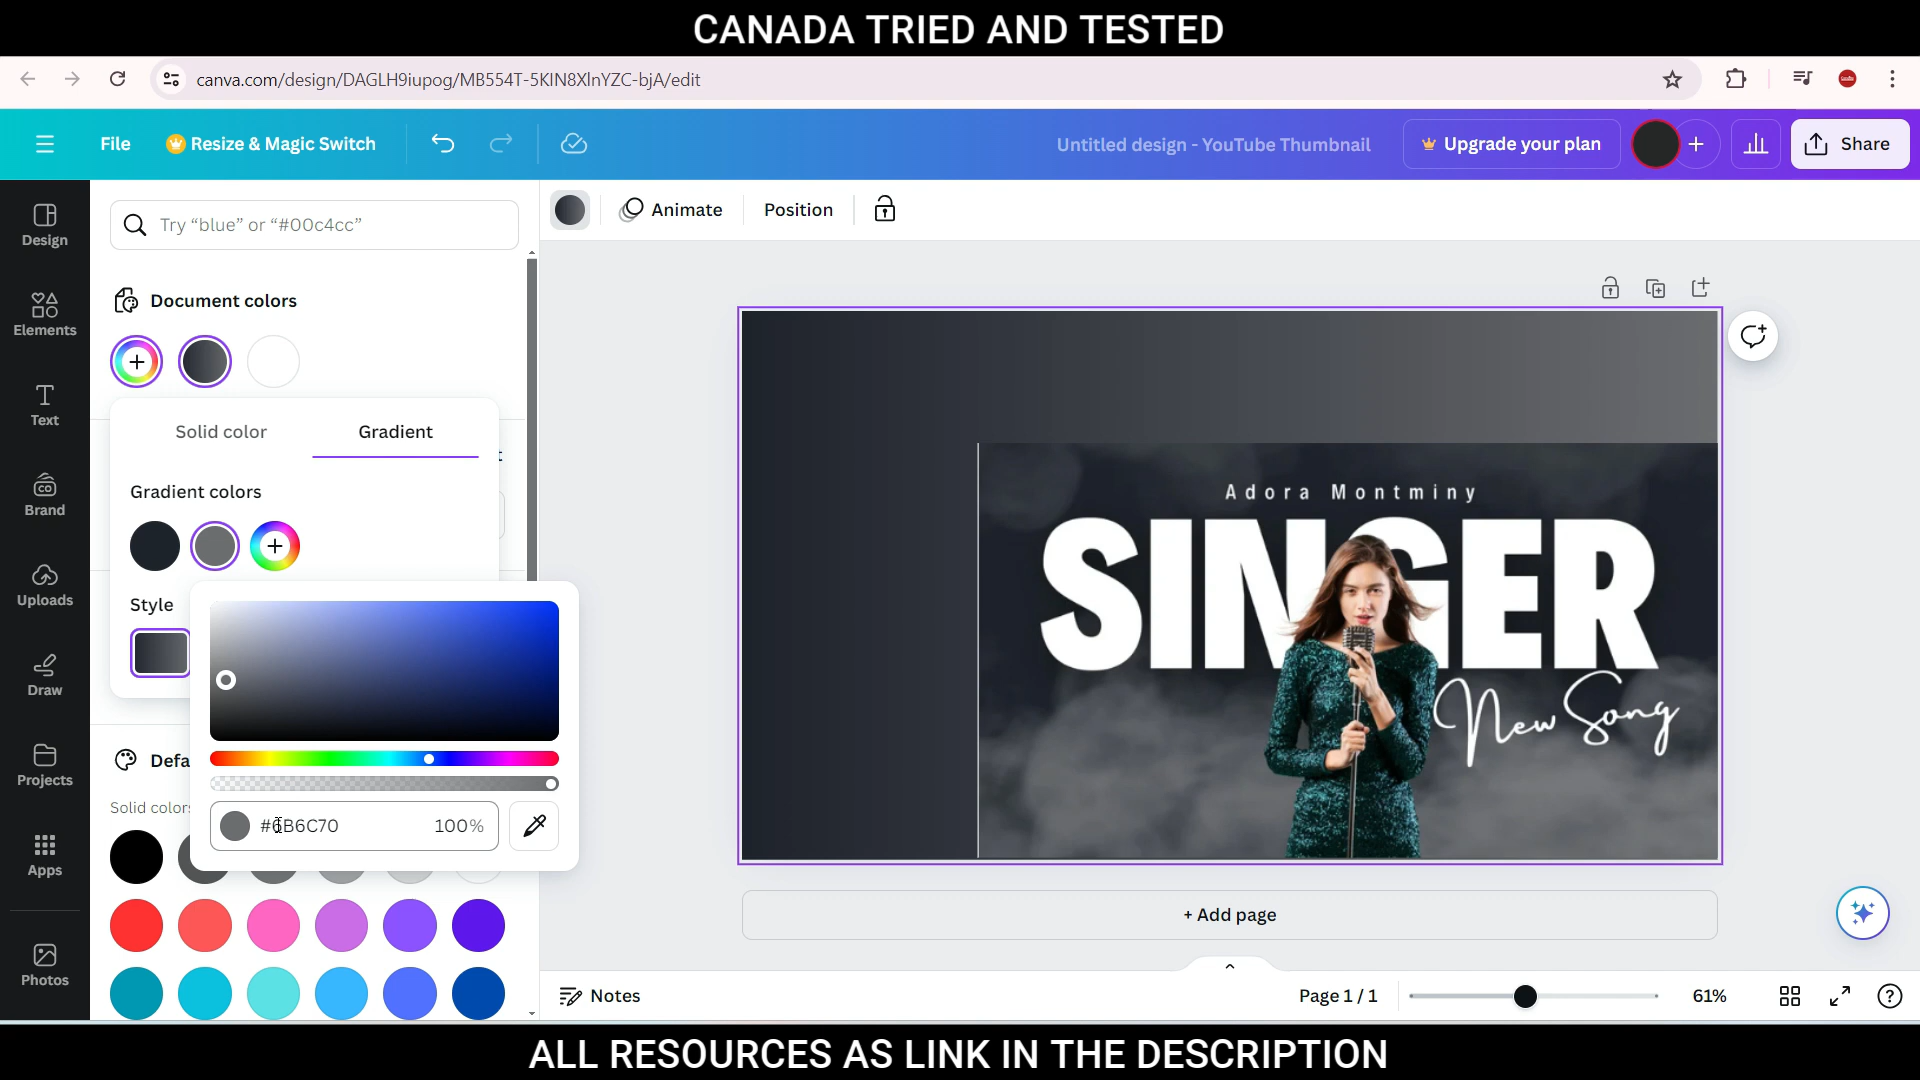 CANADA TRIED AND TESTED
canva.com/design/DAGLH9iupog/MB554T-5KIN8XlnYZC-bjA/edit
File
Resize & Magic Switch
Untitled design - YouTube Thumbnail
Upgrade your plan
Share
Design
Elements
Text
Brand
Uploads
Draw
Projects
Apps
Photos
Try “blue” or “#00c4cc”
Document colors
Solid color
Gradient
Gradient colors
Style
Defa
Solid colors
#6B6C70
100%
Animate
Position
Adora Montminy
SINGER
New Song
+ Add page
Notes
Page 1 / 1
61%
ALL RESOURCES AS LINK IN THE DESCRIPTION